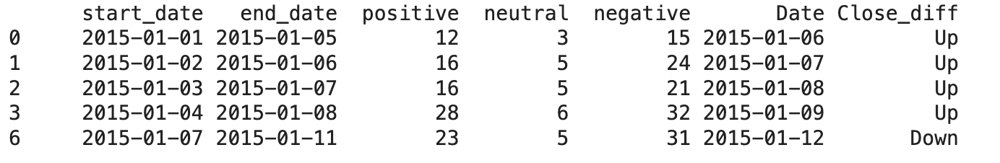 start_date end_date positive neutral negative Date Close_diff
0 2015-01-01 2015-01-05 12 3 15 2015-01-06 Up
1 2015-01-02 2015-01-06 16 5 24 2015-01-07 Up
2 2015-01-03 2015-01-07 16 5 21 2015-01-08 Up
3 2015-01-04 2015-01-08 28 6 32 2015-01-09 Up
6 2015-01-07 2015-01-11 23 5 31 2015-01-12 Down